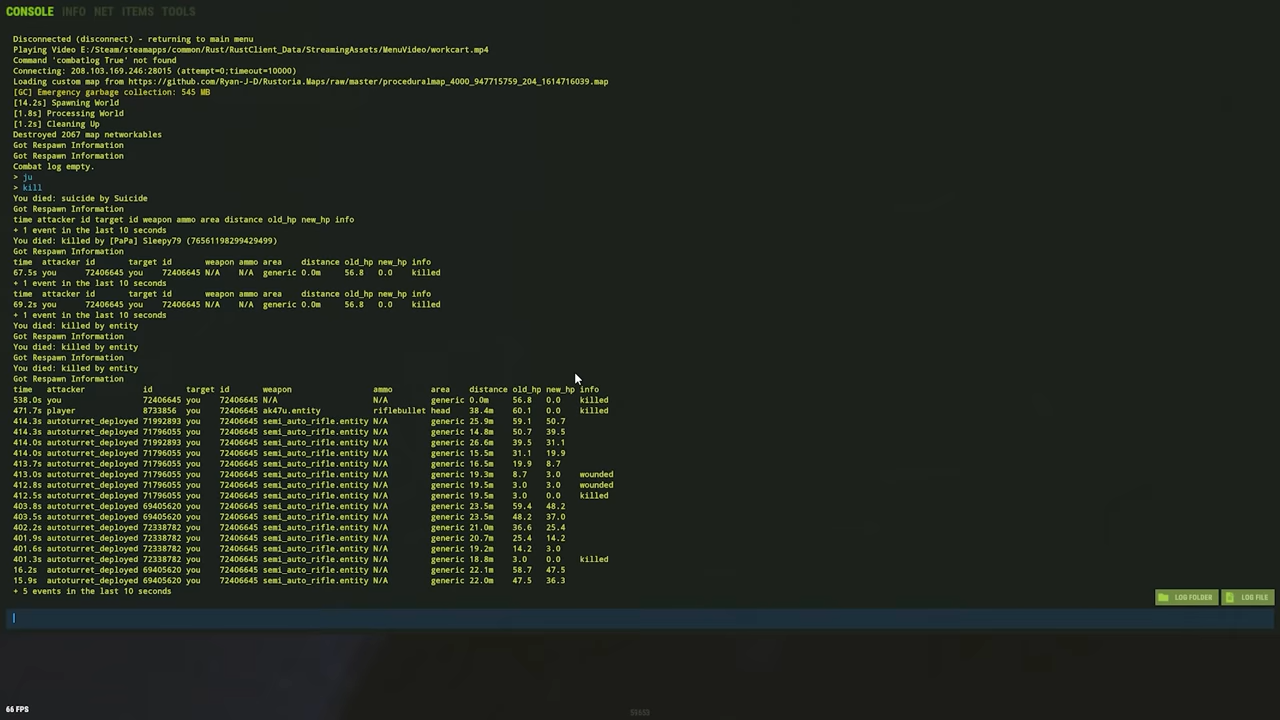 CONSOLE INFO NET ITEMS TOOLS
Disconnected (disconnect) - returning to main menu
Playing Video E:/Steam/steamapps/common/Rust/RustClient_Data/StreamingAssets/MenuVideo/workcart.mp4
Command 'combatlog True' not found
Connecting: 208.103.169.246:28015 (attempt=0;timeout=10000)
Loading custom map from https://github.com/Ryan-J-D/Rustoria.Maps/raw/master/proceduralmap_4000_947715759_204_1614716039.map
[GC] Emergency garbage collection: 545 MB
[14.2s] Spawning World
[1.8s] Processing World
[1.2s] Cleaning Up
Destroyed 2067 map networkables
Got Respawn Information
Got Respawn Information
Combat log empty.
> ju
> kill
You died: suicide by Suicide
Got Respawn Information
time attacker id target id weapon ammo area distance old_hp new_hp info
+ 1 event in the last 10 seconds
You died: killed by [PaPa] Sleepy79 (76561198299429499)
Got Respawn Information
time attacker id target id weapon ammo area distance old_hp new_hp info
67.5s you 72406645 you 72406645 N/A N/A generic 0.0m 56.8 0.0 killed
+ 1 event in the last 10 seconds
time attacker id target id weapon ammo area distance old_hp new_hp info
69.2s you 72406645 you 72406645 N/A N/A generic 0.0m 56.8 0.0 killed
+ 1 event in the last 10 seconds
You died: killed by entity
Got Respawn Information
You died: killed by entity
Got Respawn Information
You died: killed by entity
Got Respawn Information
time attacker id target id weapon ammo area distance old_hp new_hp info
538.0s you 72406645 you 72406645 N/A N/A generic 0.0m 56.8 0.0 killed
471.7s player 8733856 you 72406645 ak47u.entity riflebullet head 38.4m 60.1 0.0 killed
414.3s autoturret_deployed 71992893 you 72406645 semi_auto_rifle.entity N/A generic 25.9m 59.1 50.7
414.3s autoturret_deployed 71796055 you 72406645 semi_auto_rifle.entity N/A generic 14.8m 50.7 39.5
414.0s autoturret_deployed 71992893 you 72406645 semi_auto_rifle.entity N/A generic 26.6m 39.5 31.1
414.0s autoturret_deployed 71796055 you 72406645 semi_auto_rifle.entity N/A generic 15.5m 31.1 19.9
413.7s autoturret_deployed 71796055 you 72406645 semi_auto_rifle.entity N/A generic 16.5m 19.9 8.7
413.0s autoturret_deployed 71796055 you 72406645 semi_auto_rifle.entity N/A generic 19.3m 8.7 3.0 wounded
412.8s autoturret_deployed 71796055 you 72406645 semi_auto_rifle.entity N/A generic 19.5m 3.0 3.0 wounded
412.5s autoturret_deployed 71796055 you 72406645 semi_auto_rifle.entity N/A generic 19.5m 3.0 0.0 killed
403.8s autoturret_deployed 69405620 you 72406645 semi_auto_rifle.entity N/A generic 23.5m 59.4 48.2
403.5s autoturret_deployed 69405620 you 72406645 semi_auto_rifle.entity N/A generic 23.5m 48.2 37.0
402.2s autoturret_deployed 72338782 you 72406645 semi_auto_rifle.entity N/A generic 21.0m 36.6 25.4
401.9s autoturret_deployed 72338782 you 72406645 semi_auto_rifle.entity N/A generic 20.7m 25.4 14.2
401.6s autoturret_deployed 72338782 you 72406645 semi_auto_rifle.entity N/A generic 19.2m 14.2 3.0
401.3s autoturret_deployed 72338782 you 72406645 semi_auto_rifle.entity N/A generic 18.8m 3.0 0.0 killed
16.2s autoturret_deployed 69405620 you 72406645 semi_auto_rifle.entity N/A generic 22.1m 58.7 47.5
15.9s autoturret_deployed 69405620 you 72406645 semi_auto_rifle.entity N/A generic 22.0m 47.5 36.3
+ 5 events in the last 10 seconds
LOG FOLDER LOG FILE
66 FPS